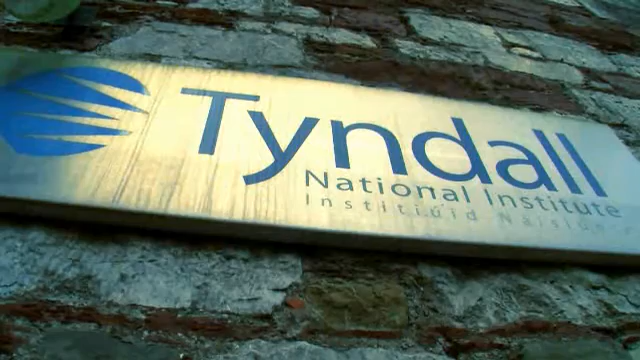 Tyndall
National Institute
Institiúid Náisiúnta